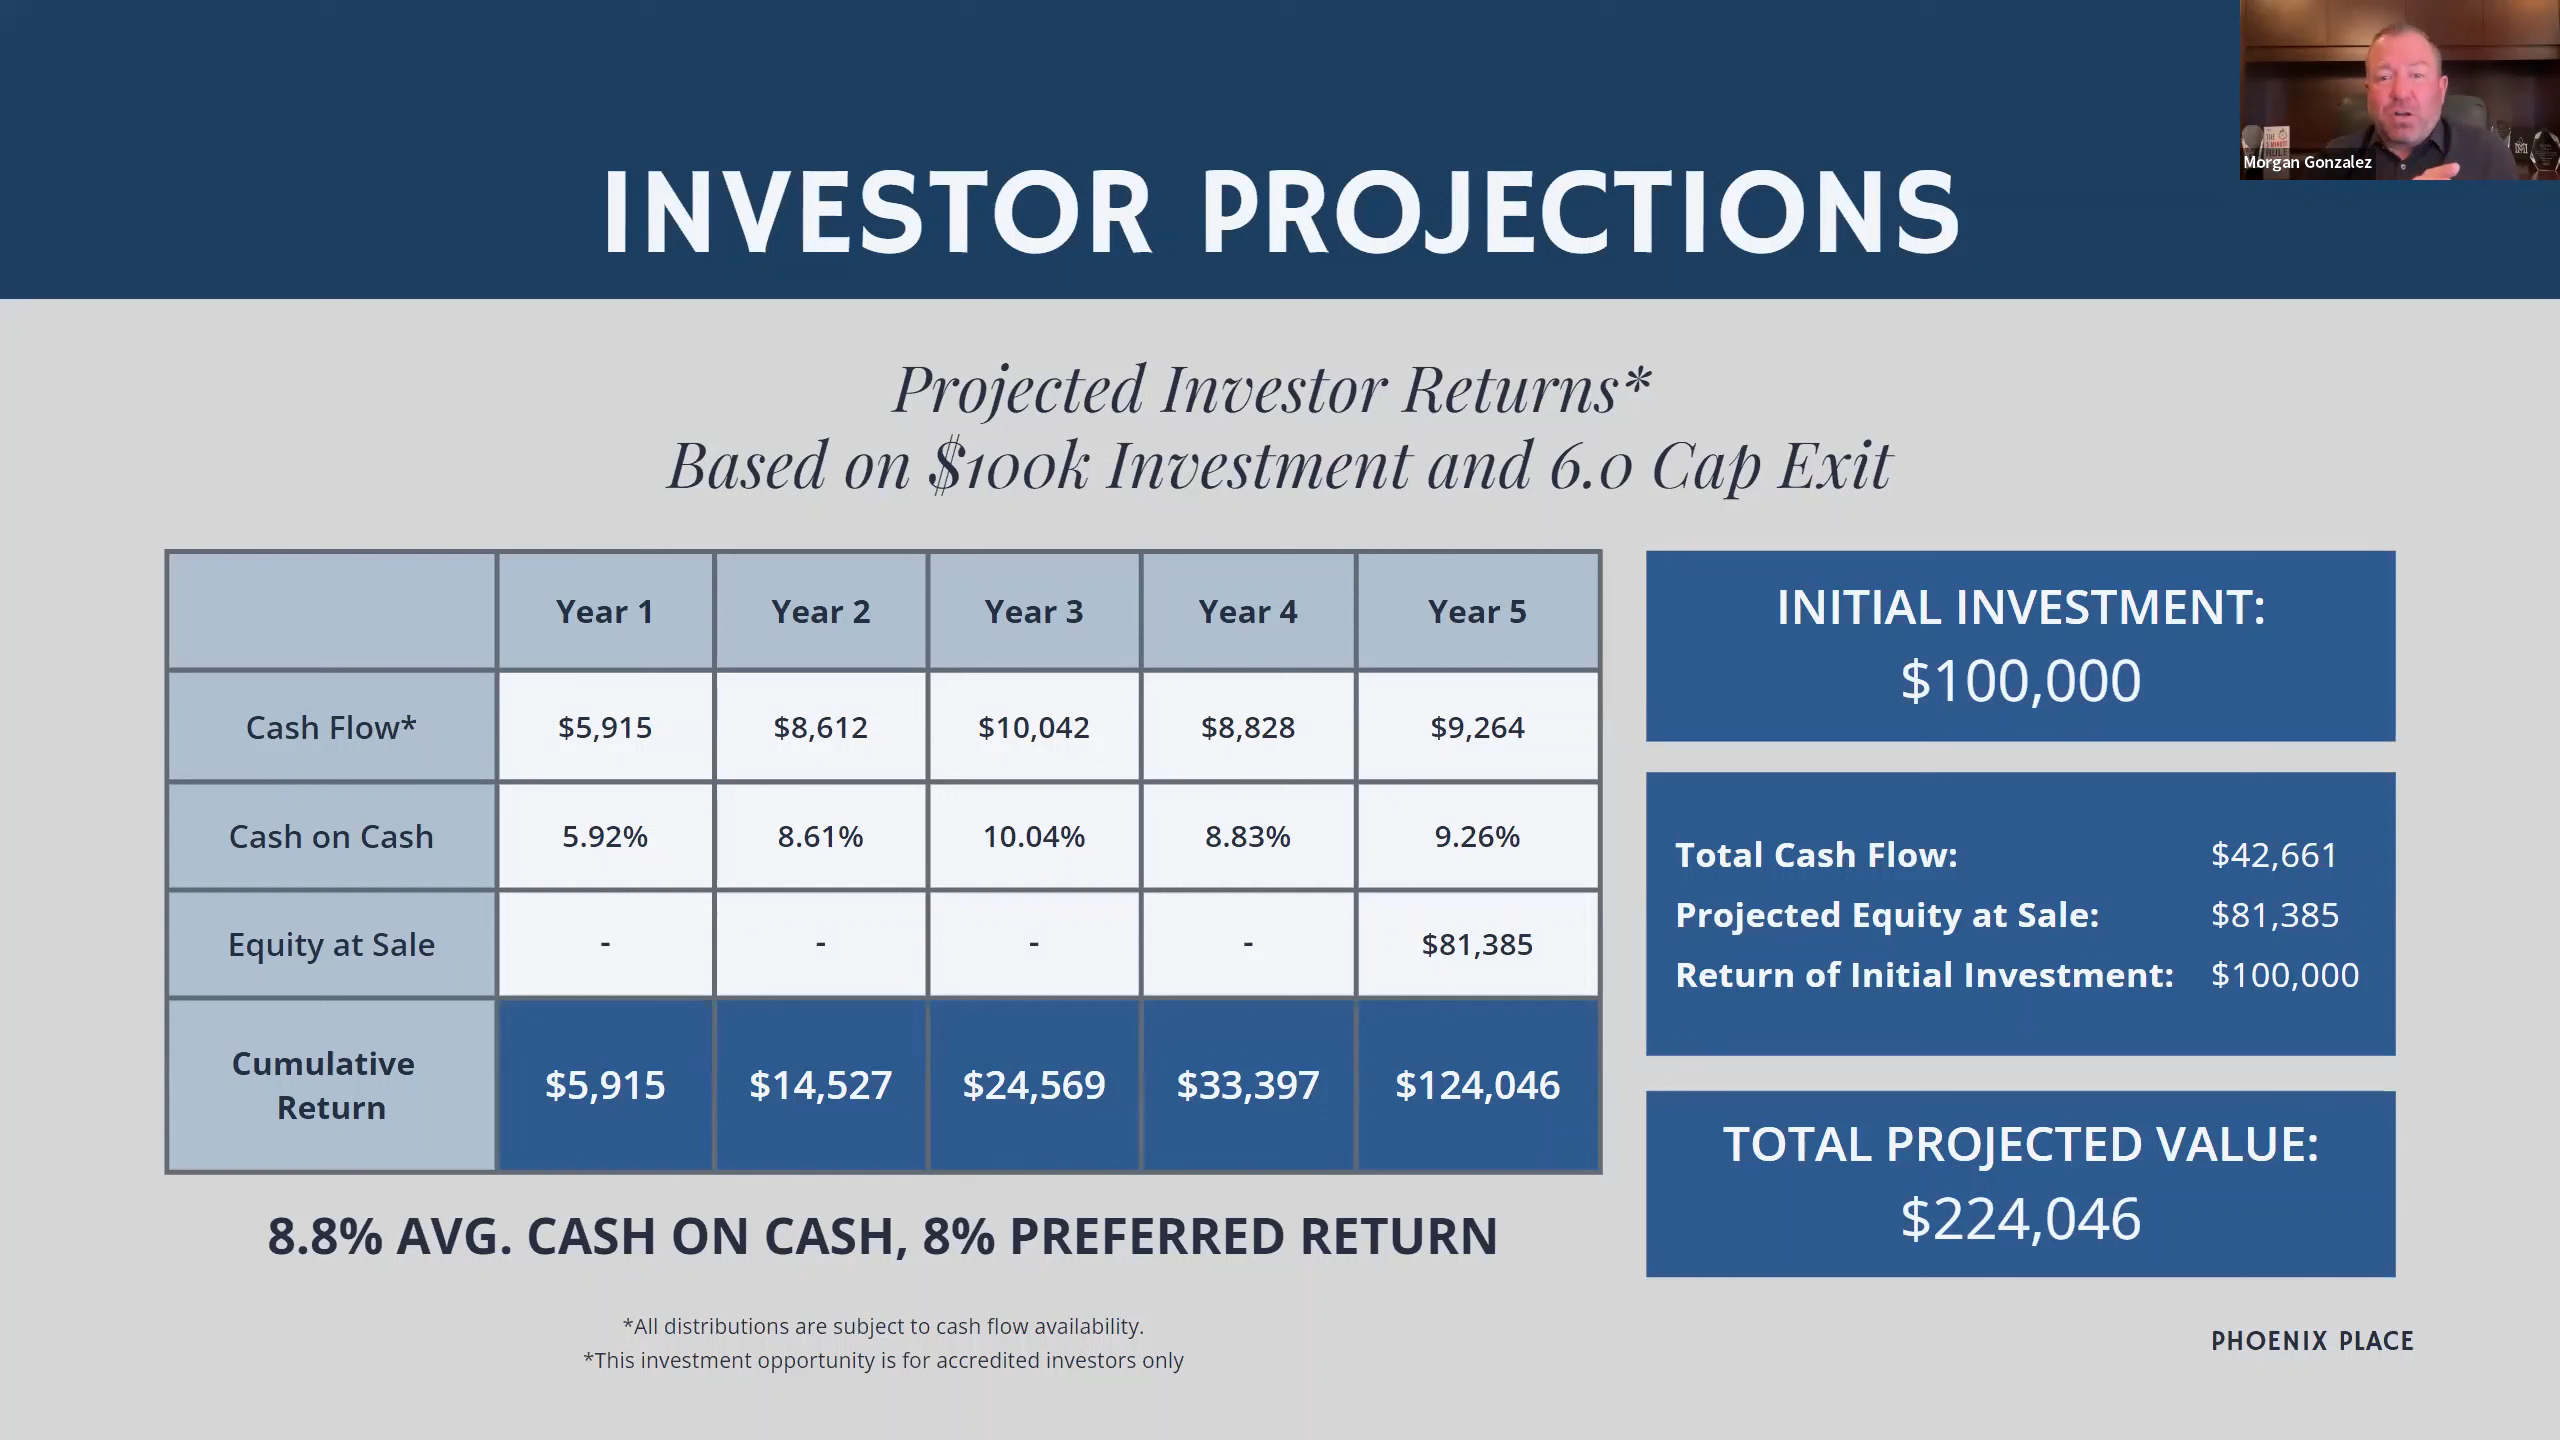 INVESTOR PROJECTIONS
Morgan Gonzalez
Projected Investor Returns*
Based on $100k Investment and 6.0 Cap Exit
Year 1 Year 2 Year 3 Year 4 Year 5
Cash Flow* $5,915 $8,612 $10,042 $8,828 $9,264
Cash on Cash 5.92% 8.61% 10.04% 8.83% 9.26%
Equity at Sale - - - - $81,385
Cumulative
Return
$5,915 $14,527 $24,569 $33,397 $124,046
8.8% AVG. CASH ON CASH, 8% PREFERRED RETURN
*All distributions are subject to cash flow availability.
*This investment opportunity is for accredited investors only
INITIAL INVESTMENT:
$100,000
Total Cash Flow: $42,661
Projected Equity at Sale: $81,385
Return of Initial Investment: $100,000
TOTAL PROJECTED VALUE:
$224,046
PHOENIX PLACE